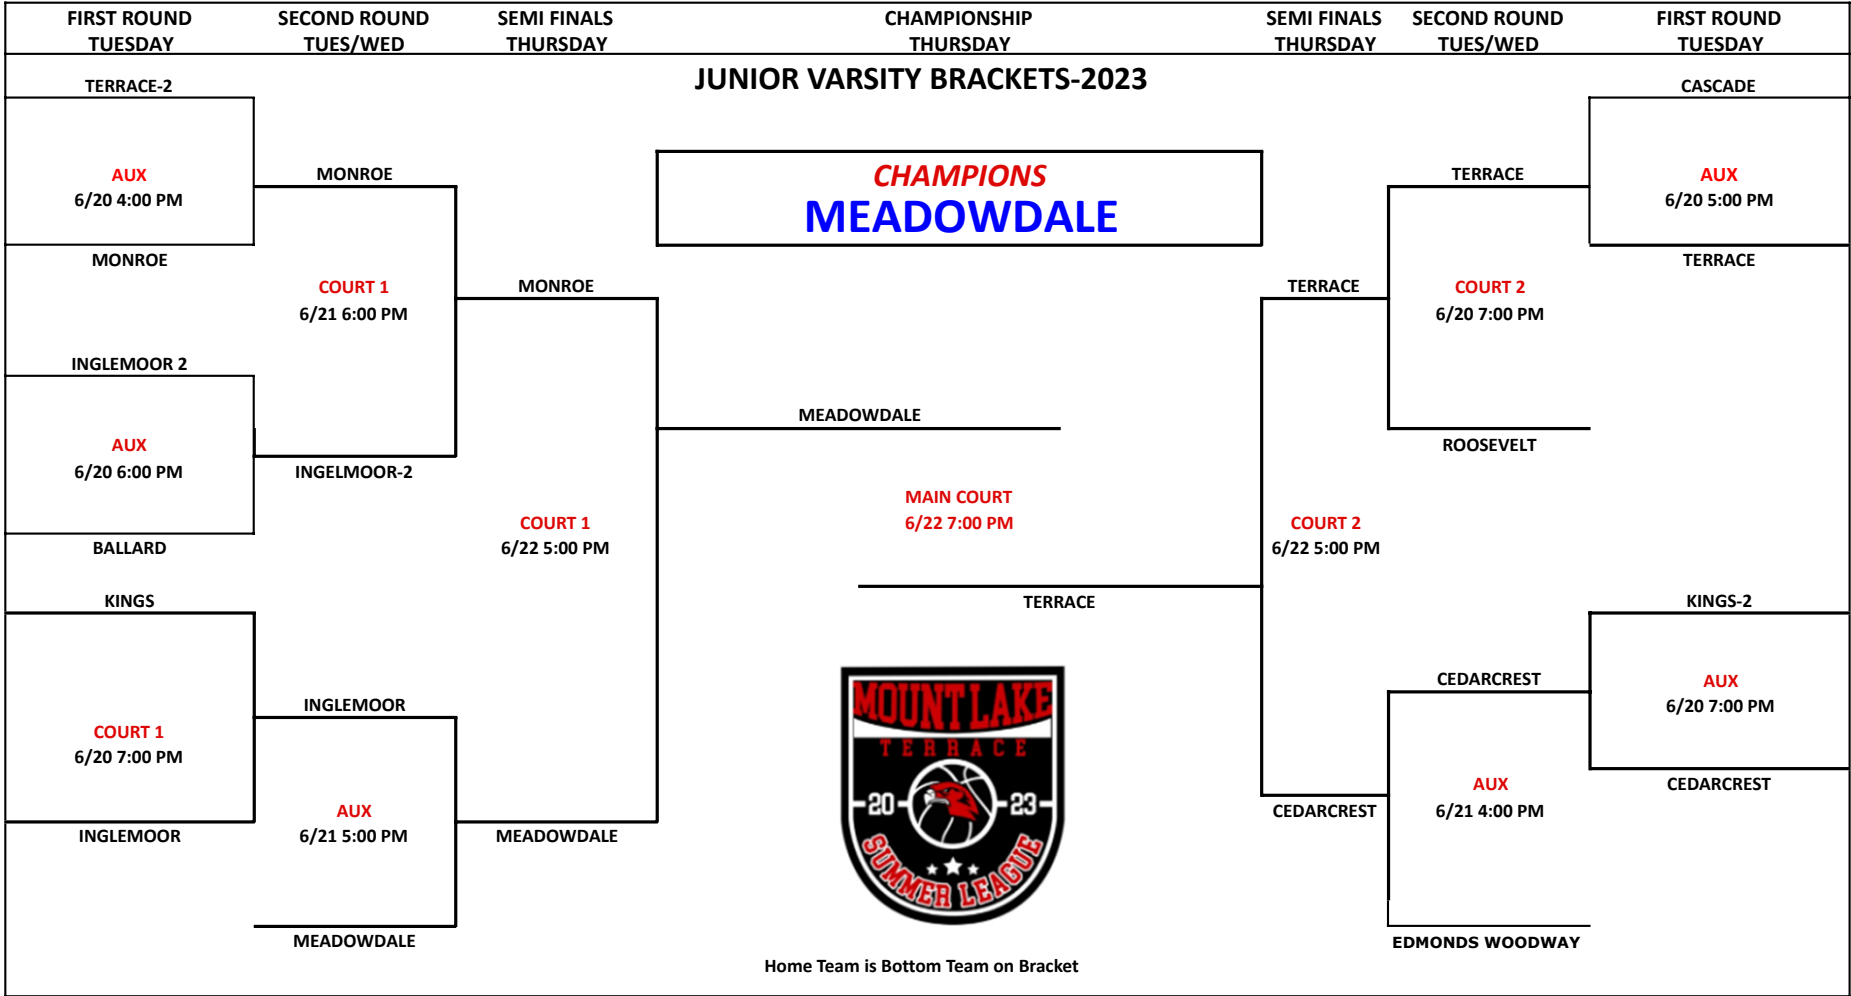 FIRST ROUND SECOND ROUND SEMI FINALS CHAMPIONSHIP SEMI FINALS SECOND ROUND FIRST ROUND
TUESDAY TUES/WED THURSDAY THURSDAY THURSDAY TUES/WED TUESDAY
JUNIOR VARSITY BRACKETS-2023
TERRACE-2
CASCADE
CHAMPIONS
MEADOWDALE
AUX
6/20 4:00 PM
MONROE
TERRACE
AUX
6/20 5:00 PM
MONROE
TERRACE
COURT 1
6/21 6:00 PM
MONROE
TERRACE
COURT 2
6/20 7:00 PM
INGLEMOOR 2
MEADOWDALE
AUX
6/20 6:00 PM
INGELMOOR-2
ROOSEVELT
MAIN COURT
6/22 7:00 PM
COURT 1
6/22 5:00 PM
COURT 2
6/22 5:00 PM
BALLARD
KINGS
TERRACE
KINGS-2
COURT 1
6/20 7:00 PM
INGLEMOOR
CEDARCREST
AUX
6/20 7:00 PM
MOUNTLAKE
TERRACE
20 23
SUMMER LEAGUE
INGLEMOOR
AUX
6/21 5:00 PM
MEADOWDALE
CEDARCREST
AUX
6/21 4:00 PM
CEDARCREST
MEADOWDALE
EDMONDS WOODWAY
Home Team is Bottom Team on Bracket